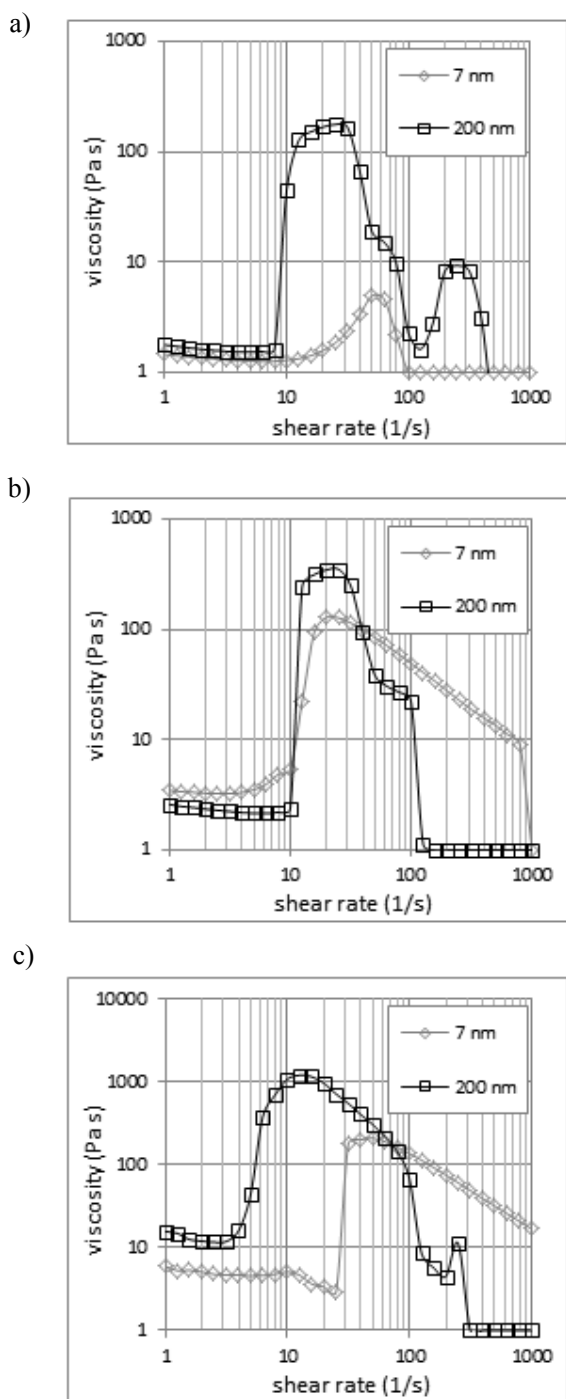 a)
1000
100
10
1
viscosity (Pa s)
7 nm
200 nm
1 10 100 1000
shear rate (1/s)
b)
1000
100
10
1
viscosity (Pa s)
7 nm
200 nm
1 10 100 1000
shear rate (1/s)
c)
10000
1000
100
10
1
viscosity (Pa s)
7 nm
200 nm
1 10 100 1000
shear rate (1/s)